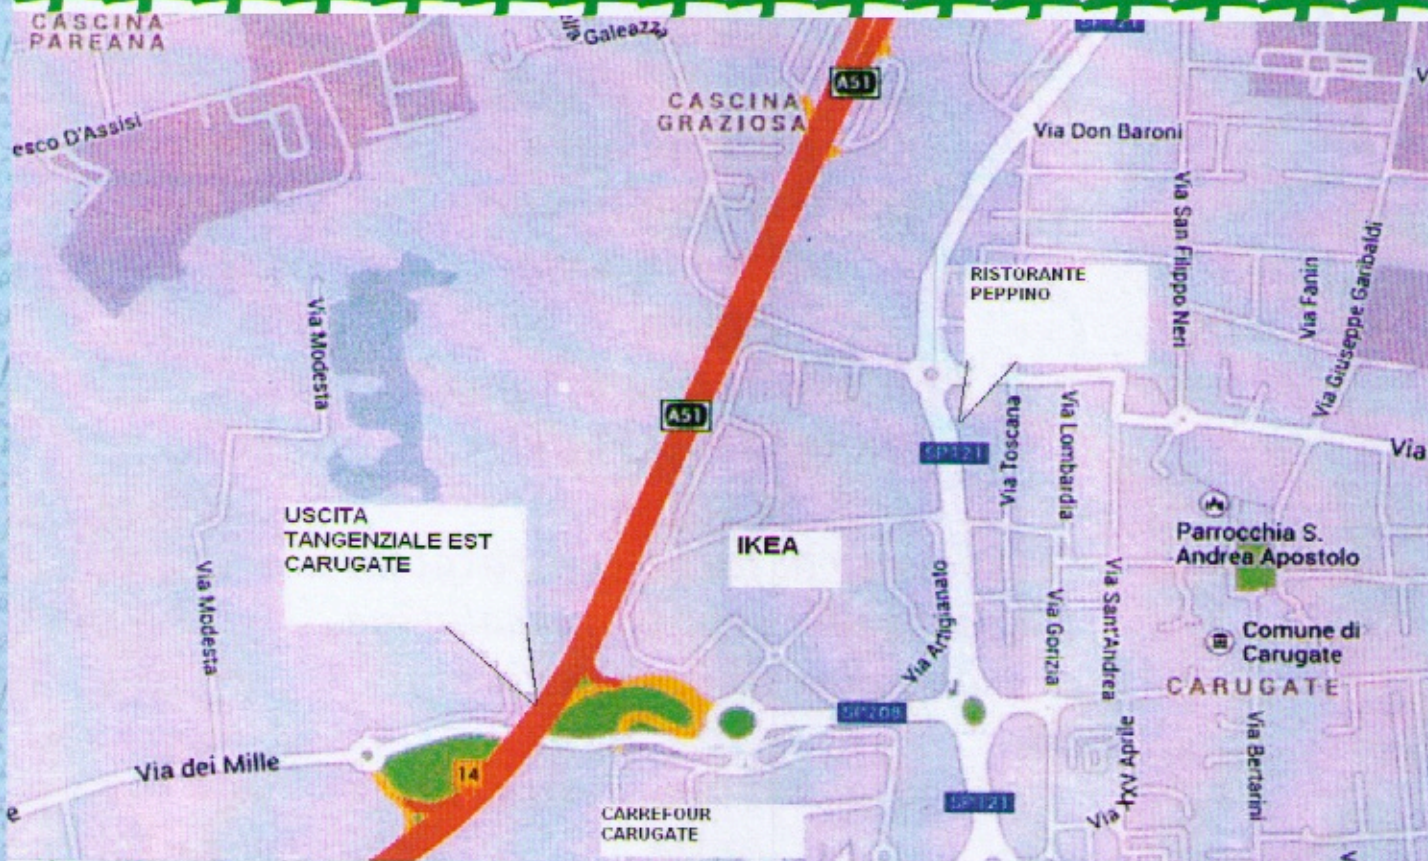 CASCINA
PAREANA
Galeazzi
A51
CASCINA
GRAZIOSA
esco D'Assisi
Via Don Baroni
Via San Filippo Neri
Via Giuseppe Garibaldi
Via Fanin
RISTORANTE
PEPPINO
Via Modesta
A51
Via Toscana
Via Lombardia
SP121
Via
USCITA
TANGENZIALE EST
CARUGATE
IKEA
Parrocchia S.
Andrea Apostolo
Via Modesta
Via Artigianato
Via Gorizia
Via Sant'Andrea
Comune di
Carugate
CARUGATE
SP208
Via dei Mille
14
SP121
Via XXV Aprile
Via Bertarini
CARREFOUR
CARUGATE